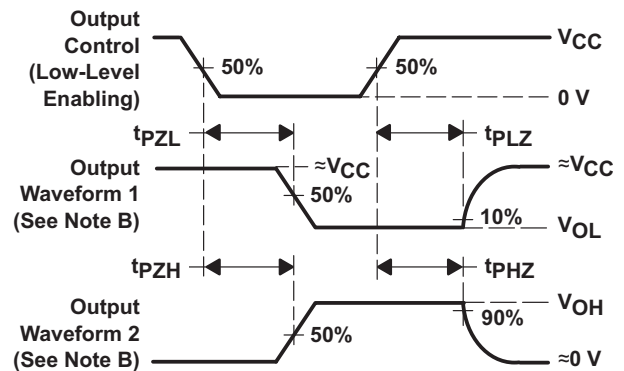 Output
Control
(Low-Level
Enabling)
50%
50%
VCC
0 V
tPZL
tPLZ
Output
Waveform 1
(See Note B)
≈VCC
50%
≈VCC
10%
VOL
tPZH
tPHZ
Output
Waveform 2
(See Note B)
50%
VOH
90%
≈0 V